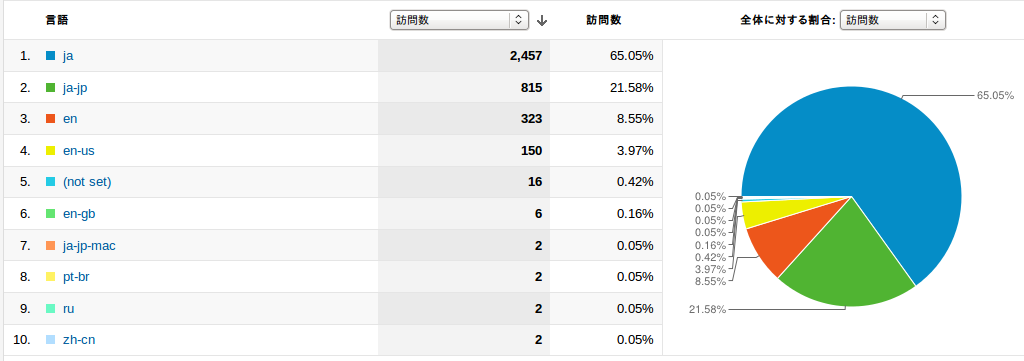 言語 訪問数 訪問数 全体に対する割合: 訪問数
1. ja 2,457 65.05%
2. ja-jp 815 21.58%
3. en 323 8.55%
4. en-us 150 3.97%
5. (not set) 16 0.42%
6. en-gb 6 0.16%
7. ja-jp-mac 2 0.05%
8. pt-br 2 0.05%
9. ru 2 0.05%
10. zh-cn 2 0.05%
65.05%
0.05%
0.05%
0.05%
0.05%
0.16%
0.42%
3.97%
8.55%
21.58%